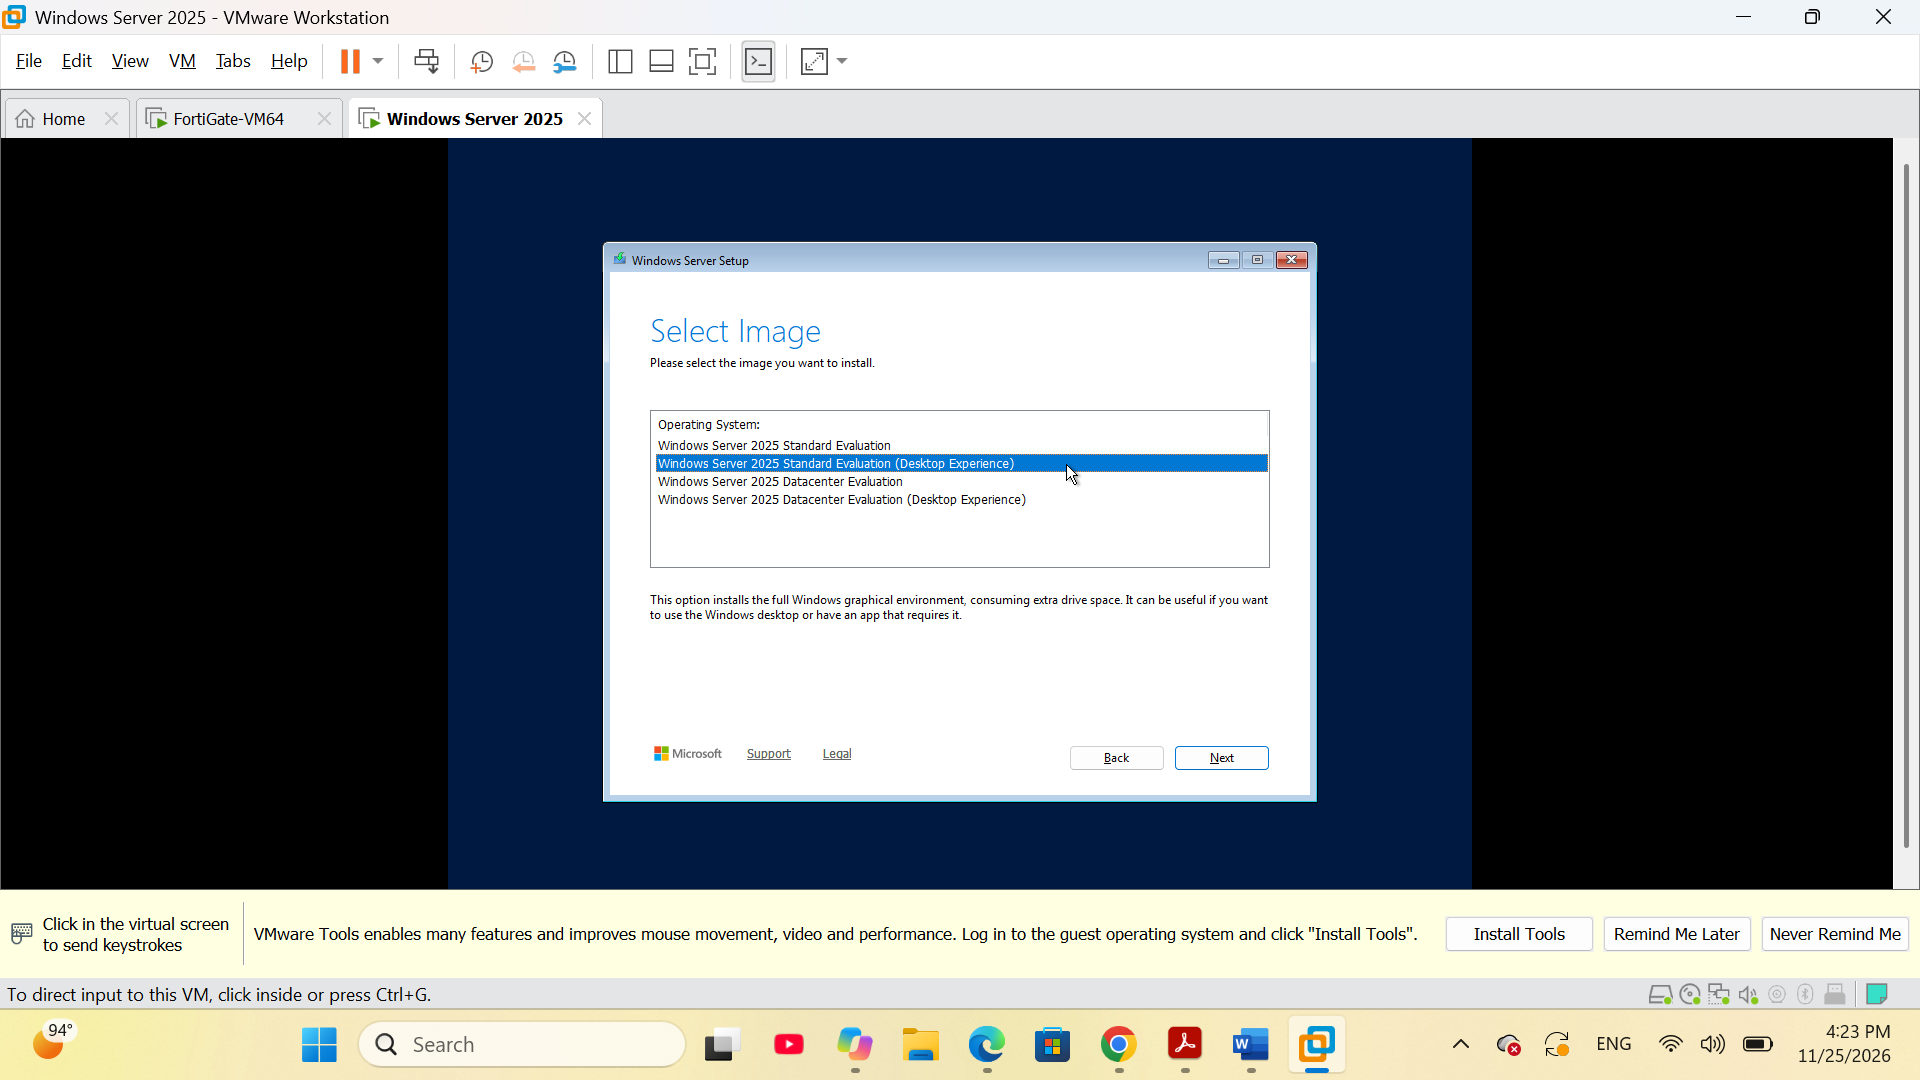 Windows Server 2025 - VMware Workstation
File Edit View VM Tabs Help
Home FortiGate-VM64 Windows Server 2025
Windows Server Setup
Select Image
Please select the image you want to install.
Operating System:
Windows Server 2025 Standard Evaluation
Windows Server 2025 Standard Evaluation (Desktop Experience)
Windows Server 2025 Datacenter Evaluation
Windows Server 2025 Datacenter Evaluation (Desktop Experience)
This option installs the full Windows graphical environment, consuming extra drive space. It can be useful if you want
to use the Windows desktop or have an app that requires it.
Microsoft Support Legal Back Next
Click in the virtual screen
to send keystrokes
VMware Tools enables many features and improves mouse movement, video and performance. Log in to the guest operating system and click "Install Tools".
Install Tools Remind Me Later Never Remind Me
To direct input to this VM, click inside or press Ctrl+G.
94°
Search
W
ENG
4:23 PM
11/25/2026